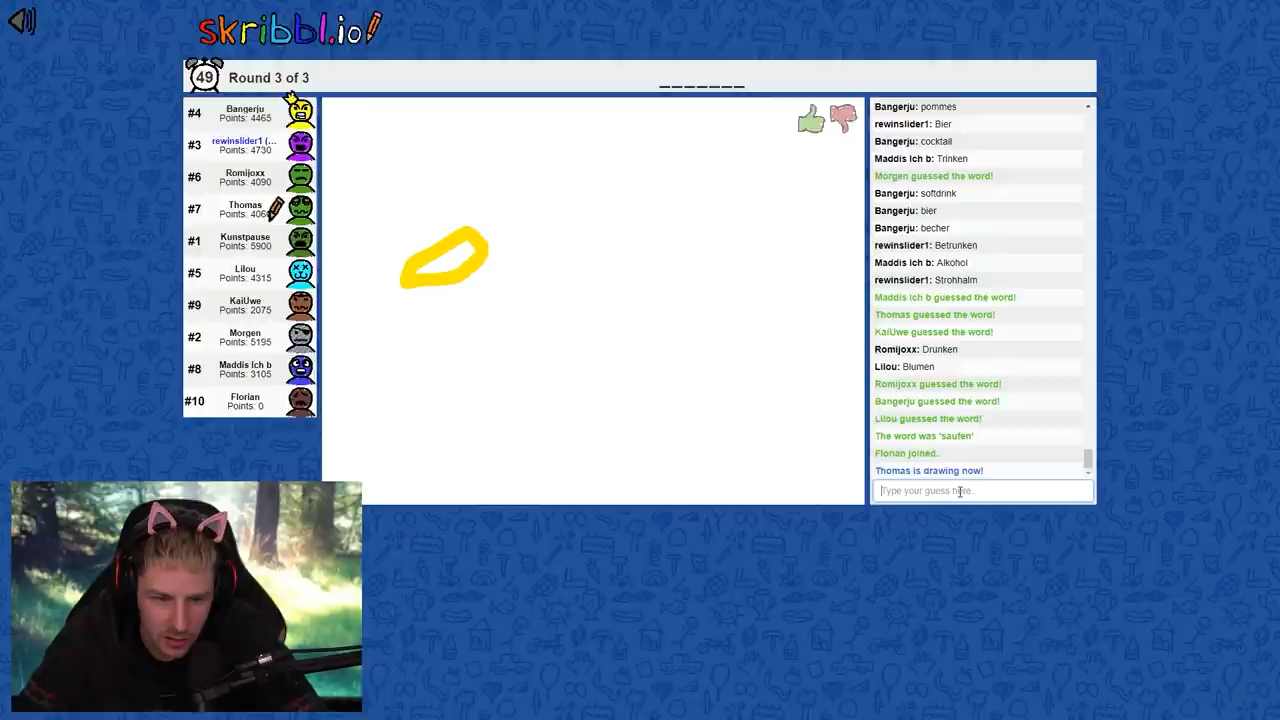 skribbl.io
49 Round 3 of 3 _______
#4 Bangerju
Points: 4465
#3 rewinslider1 (...
Points: 4730
#6 Romijoxx
Points: 4090
#7 Thomas
Points: 406
#1 Kunstpause
Points: 5900
#5 Lilou
Points: 4315
#9 KaiUwe
Points: 2075
#2 Morgen
Points: 5195
#8 Maddis Ich b
Points: 3105
#10 Florian
Points: 0
Bangerju: pommes
rewinslider1: Bier
Bangerju: cocktail
Maddis Ich b: Trinken
Morgen guessed the word!
Bangerju: softdrink
Bangerju: bier
Bangerju: becher
rewinslider1: Betrunken
Maddis Ich b: Alkohol
rewinslider1: Strohhalm
Maddis Ich b guessed the word!
Thomas guessed the word!
KaiUwe guessed the word!
Romijoxx: Drunken
Lilou: Blumen
Romijoxx guessed the word!
Bangerju guessed the word!
Lilou guessed the word!
The word was 'saufen'
Florian joined.
Thomas is drawing now!
Type your guess here...